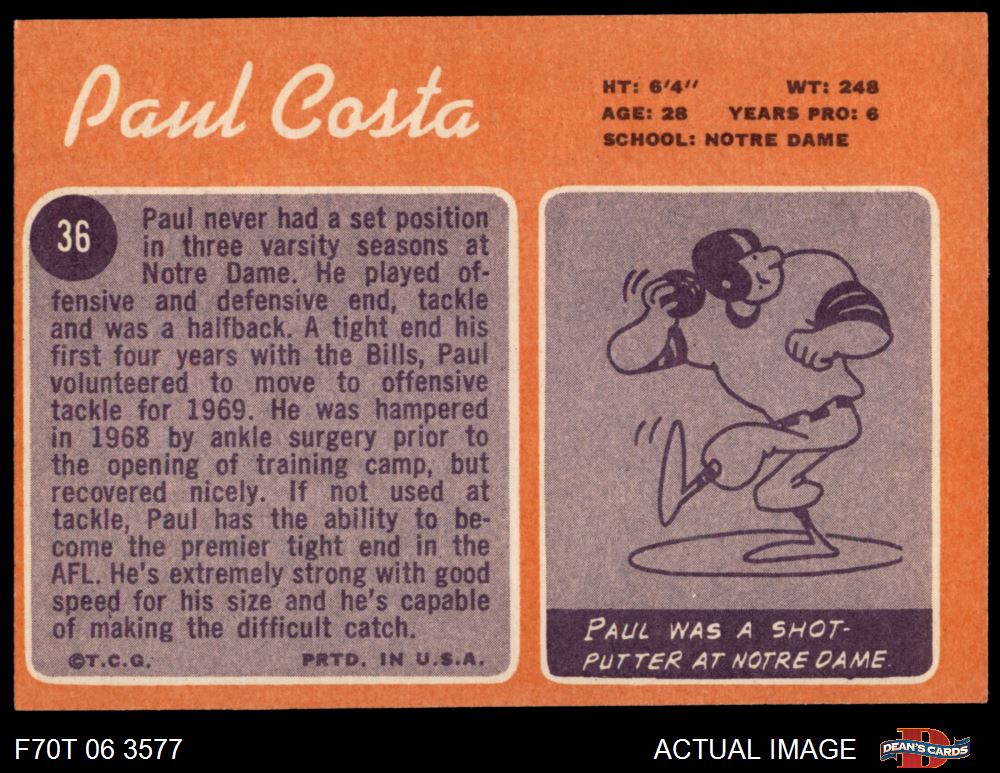 Paul Costa
HT: 6'4" WT: 248
AGE: 28 YEARS PRO: 6
SCHOOL: NOTRE DAME
36
Paul never had a set position
in three varsity seasons at
Notre Dame. He played of-
fensive and defensive end, tackle
and was a halfback. A tight end his
first four years with the Bills, Paul
volunteered to move to offensive
tackle for 1969. He was hampered
in 1968 by ankle surgery prior to
the opening of training camp, but
recovered nicely. If not used at
tackle, Paul has the ability to be-
come the premier tight end in the
AFL. He's extremely strong with good
speed for his size and he's capable
of making the difficult catch.
©T.C.G. PRTD. IN U.S.A.
PAUL WAS A SHOT-
PUTTER AT NOTRE DAME.
F70T 06 3577 ACTUAL IMAGE
DEAN'S CARDS